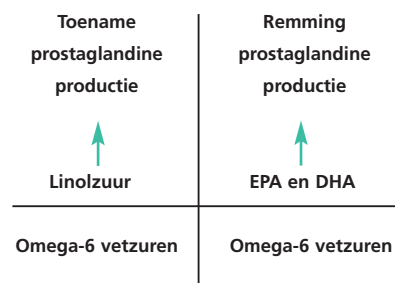 Toename
prostaglandine
productie
Linolzuur
Omega-6 vetzuren
Remming
prostaglandine
productie
EPA en DHA
Omega-6 vetzuren